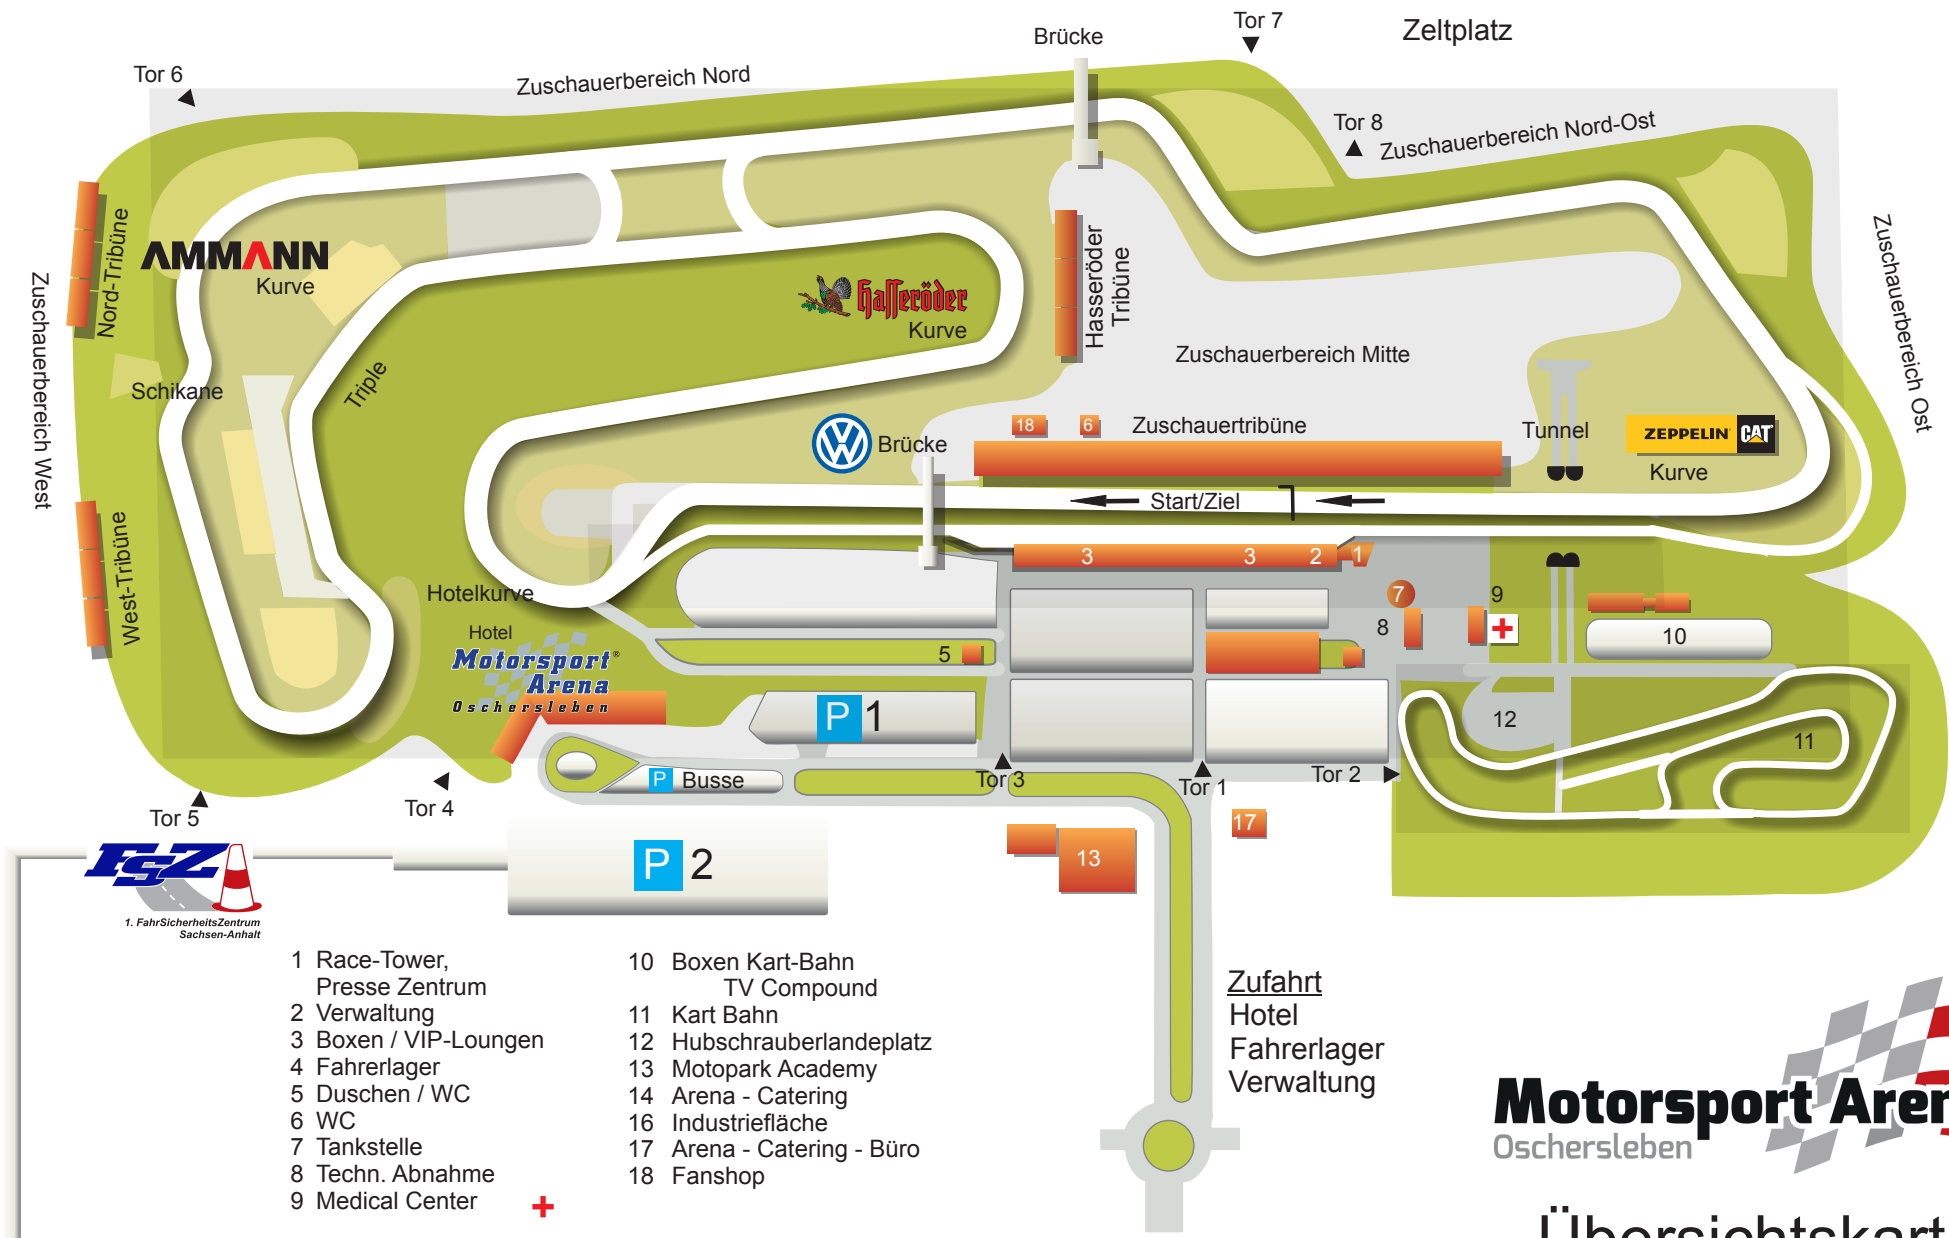 Tor 7
Zeltplatz
Brücke
Tor 6
Zuschauerbereich Nord
Tor 8
Zuschauerbereich Nord-Ost
Nord-Tribüne
AMMANN
Kurve
Hasseröder
Kurve
Hasseröder
Tribüne
Zuschauerbereich Ost
Zuschauerbereich West
Zuschauerbereich Mitte
Schikane
Triple
18
6
Zuschauertribüne
Tunnel
ZEPPELIN CAT
Kurve
VW
Brücke
Start/Ziel
West-Tribüne
3
3
2
1
Hotelkurve
7
9
8
10
Hotel
Motorsport®
Arena
Oschersleben
5
P 1
12
11
P Busse
Tor 3
Tor 1
Tor 2
Tor 4
Tor 5
17
13
P 2
FSZ
1. FahrSicherheitsZentrum
Sachsen-Anhalt
1 Race-Tower,
Presse Zentrum
2 Verwaltung
3 Boxen / VIP-Loungen
4 Fahrerlager
5 Duschen / WC
6 WC
7 Tankstelle
8 Techn. Abnahme
9 Medical Center
10 Boxen Kart-Bahn
TV Compound
11 Kart Bahn
12 Hubschrauberlandeplatz
13 Motopark Academy
14 Arena - Catering
16 Industriefläche
17 Arena - Catering - Büro
18 Fanshop
Zufahrt
Hotel
Fahrerlager
Verwaltung
Motorsport Aren
Oschersleben
Übersichtskart